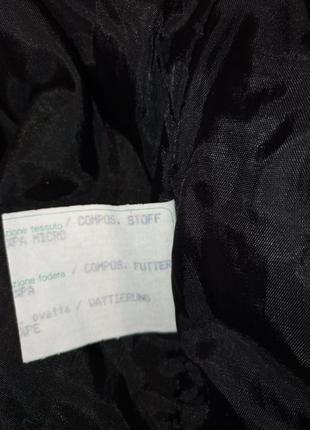 zione tessuto / COMPOS. STOFF
%PA MICRO
zione fodera / COMPOS. FUTTER
%PA
ovatta / WATTIERUNG
%PE